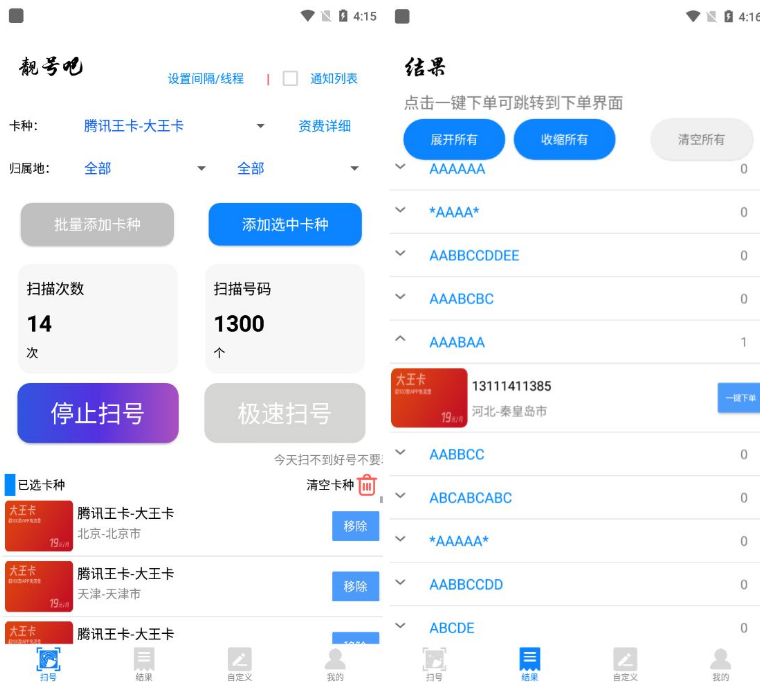 4:15
靓号吧
设置间隔/线程
|
通知列表
卡种：
腾讯王卡-大王卡
资费详细
归属地：
全部
全部
批量添加卡种
添加选中卡种
扫描次数
14
次
扫描号码
1300
个
停止扫号
极速扫号
今天扫不到好号不要
已选卡种
清空卡种
大王卡
19元/月
腾讯王卡-大王卡
北京-北京市
移除
大王卡
19元/月
腾讯王卡-大王卡
天津-天津市
移除
大王卡
腾讯王卡-大王卡
扫号
结果
自定义
我的
4:16
结果
点击一键下单可跳转到下单界面
展开所有
收缩所有
清空所有
AAAAAA
0
*AAAA*
0
AABBCCDDEE
0
AAABCBC
0
AAABAA
1
大王卡
19元/月
13111411385
河北-秦皇岛市
一键下单
AABBCC
0
ABCABCABC
0
*AAAAA*
0
AABBCCDD
0
ABCDE
0
扫号
结果
自定义
我的